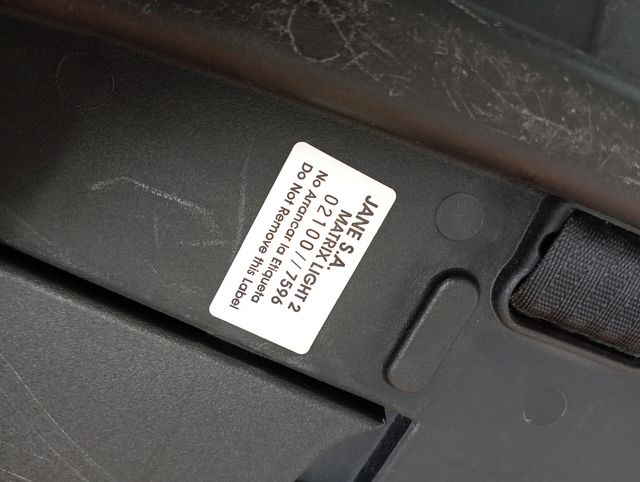 JANE S.A.
MATRIX LIGHT 2
02100//7596
No Arrancar la Etiqueta
Do Not Remove this Label